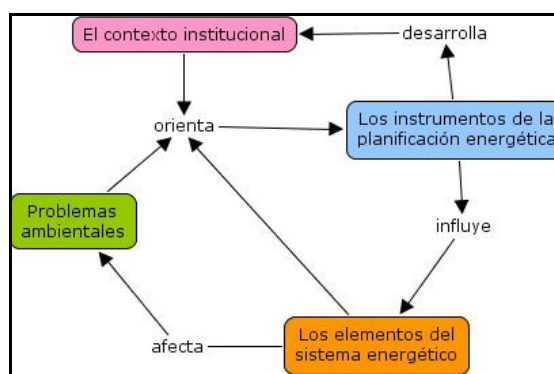 El contexto institucional
desarrolla
orienta
Los instrumentos de la
planificación energética
Problemas
ambientales
influye
afecta
Los elementos del
sistema energético